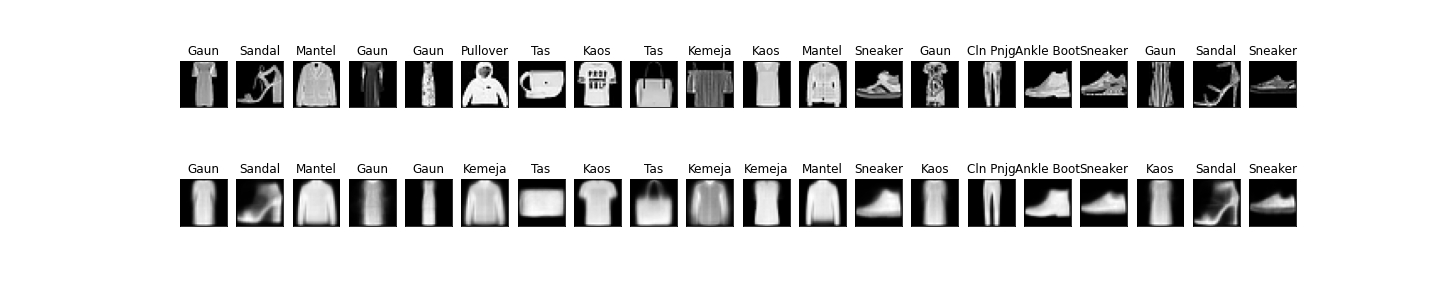 Gaun Sandal Mantel Gaun Gaun Pullover Tas Kaos Tas Kemeja Kaos Mantel Sneaker Gaun Cln Pnjg Ankle Boot Sneaker Gaun Sandal Sneaker
Gaun Sandal Mantel Gaun Gaun Kemeja Tas Kaos Tas Kemeja Kemeja Mantel Sneaker Kaos Cln Pnjg Ankle Boot Sneaker Kaos Sandal Sneaker